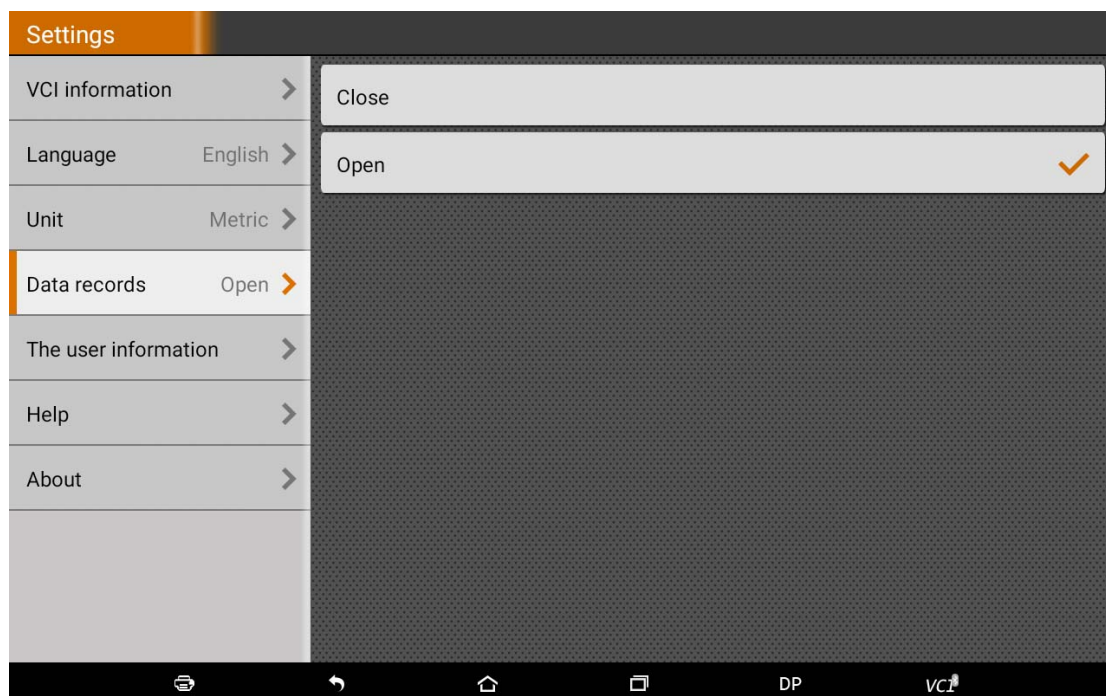 Settings
VCI information
Language English
Unit Metric
Data records Open
The user information
Help
About
Close
Open
DP
VCI